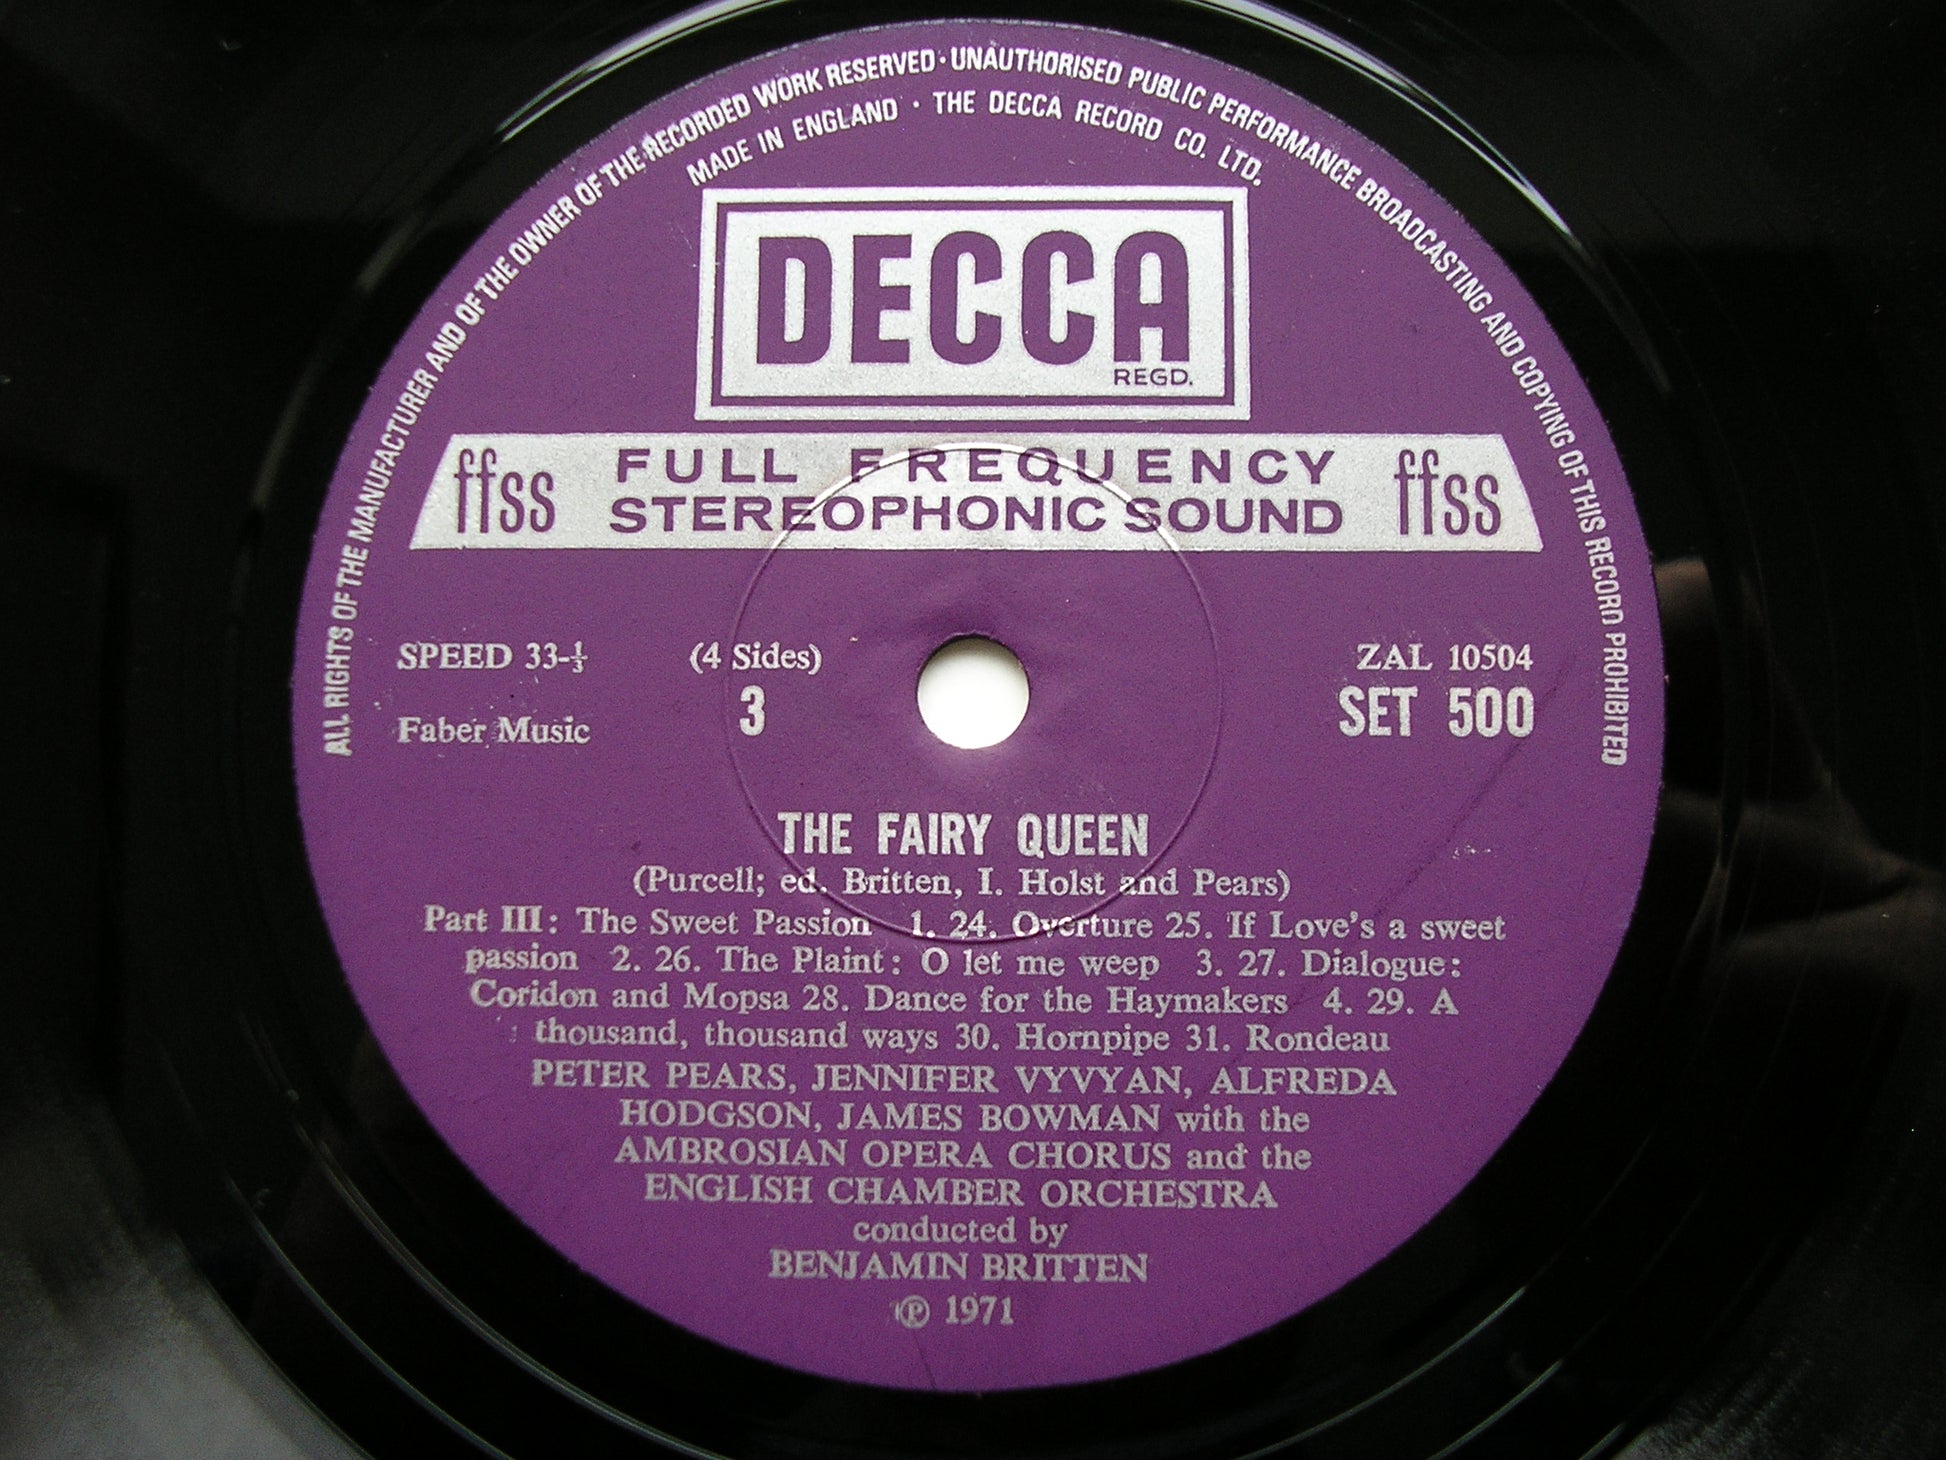 ALL RIGHTS OF THE MANUFACTURER AND OF THE OWNER OF THE RECORDED WORK RESERVED · UNAUTHORISED PUBLIC PERFORMANCE BROADCASTING AND COPYING OF THIS RECORD PROHIBITED
MADE IN ENGLAND · THE DECCA RECORD CO. LTD.
DECCA
REGD.
ffss FULL FREQUENCY ffss
STEREOPHONIC SOUND
SPEED 33-⅓ (4 Sides) ZAL 10504
3 SET 500
Faber Music
THE FAIRY QUEEN
(Purcell; ed. Britten, I. Holst and Pears)
Part III: The Sweet Passion 1. 24. Overture 25. If Love's a sweet
passion 2. 26. The Plaint: O let me weep 3. 27. Dialogue:
Coridon and Mopsa 28. Dance for the Haymakers 4. 29. A
thousand, thousand ways 30. Hornpipe 31. Rondeau
PETER PEARS, JENNIFER VYVYAN, ALFREDA
HODGSON, JAMES BOWMAN with the
AMBROSIAN OPERA CHORUS and the
ENGLISH CHAMBER ORCHESTRA
conducted by
BENJAMIN BRITTEN
℗ 1971